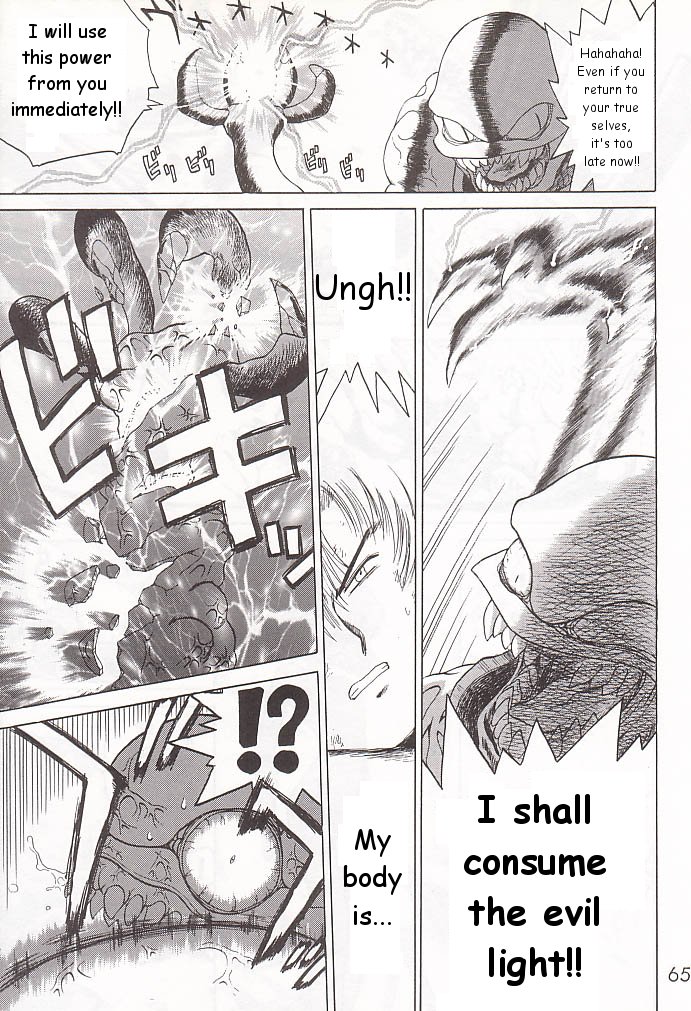 Hahahaha!
Even if you
return to
your true
selves,
it's too
late now!!
I will use
this power
from you
immediately!!
ビリ
ビリ
ビリ
ビリ
I shall
consume
the evil
light!!
Ungh!!
My
body
is...
ビキッ
!?
65